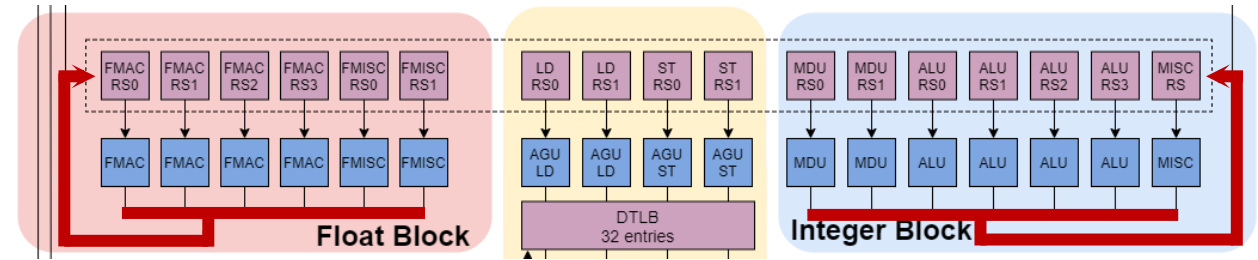 FMAC RS0
FMAC RS1
FMAC RS2
FMAC RS3
FMISC RS0
FMISC RS1
LD RS0
LD RS1
ST RS0
ST RS1
MDU RS0
MDU RS1
ALU RS0
ALU RS1
ALU RS2
ALU RS3
MISC RS
FMAC
FMAC
FMAC
FMAC
FMISC
FMISC
AGU LD
AGU LD
AGU ST
AGU ST
MDU
MDU
ALU
ALU
ALU
ALU
MISC
Float Block
DTLB
32 entries
Integer Block